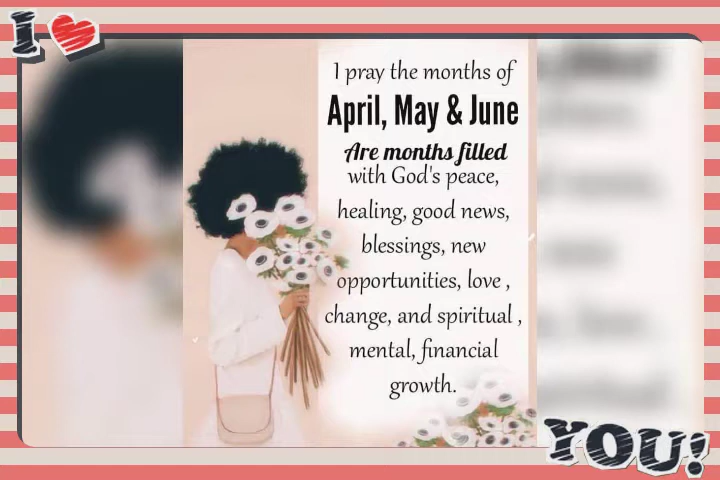 I
I pray the months of
April, May & June
Are months filled
with God's peace,
healing, good news,
blessings, new
opportunities, love ,
change, and spiritual ,
mental, financial
growth.
YOU!